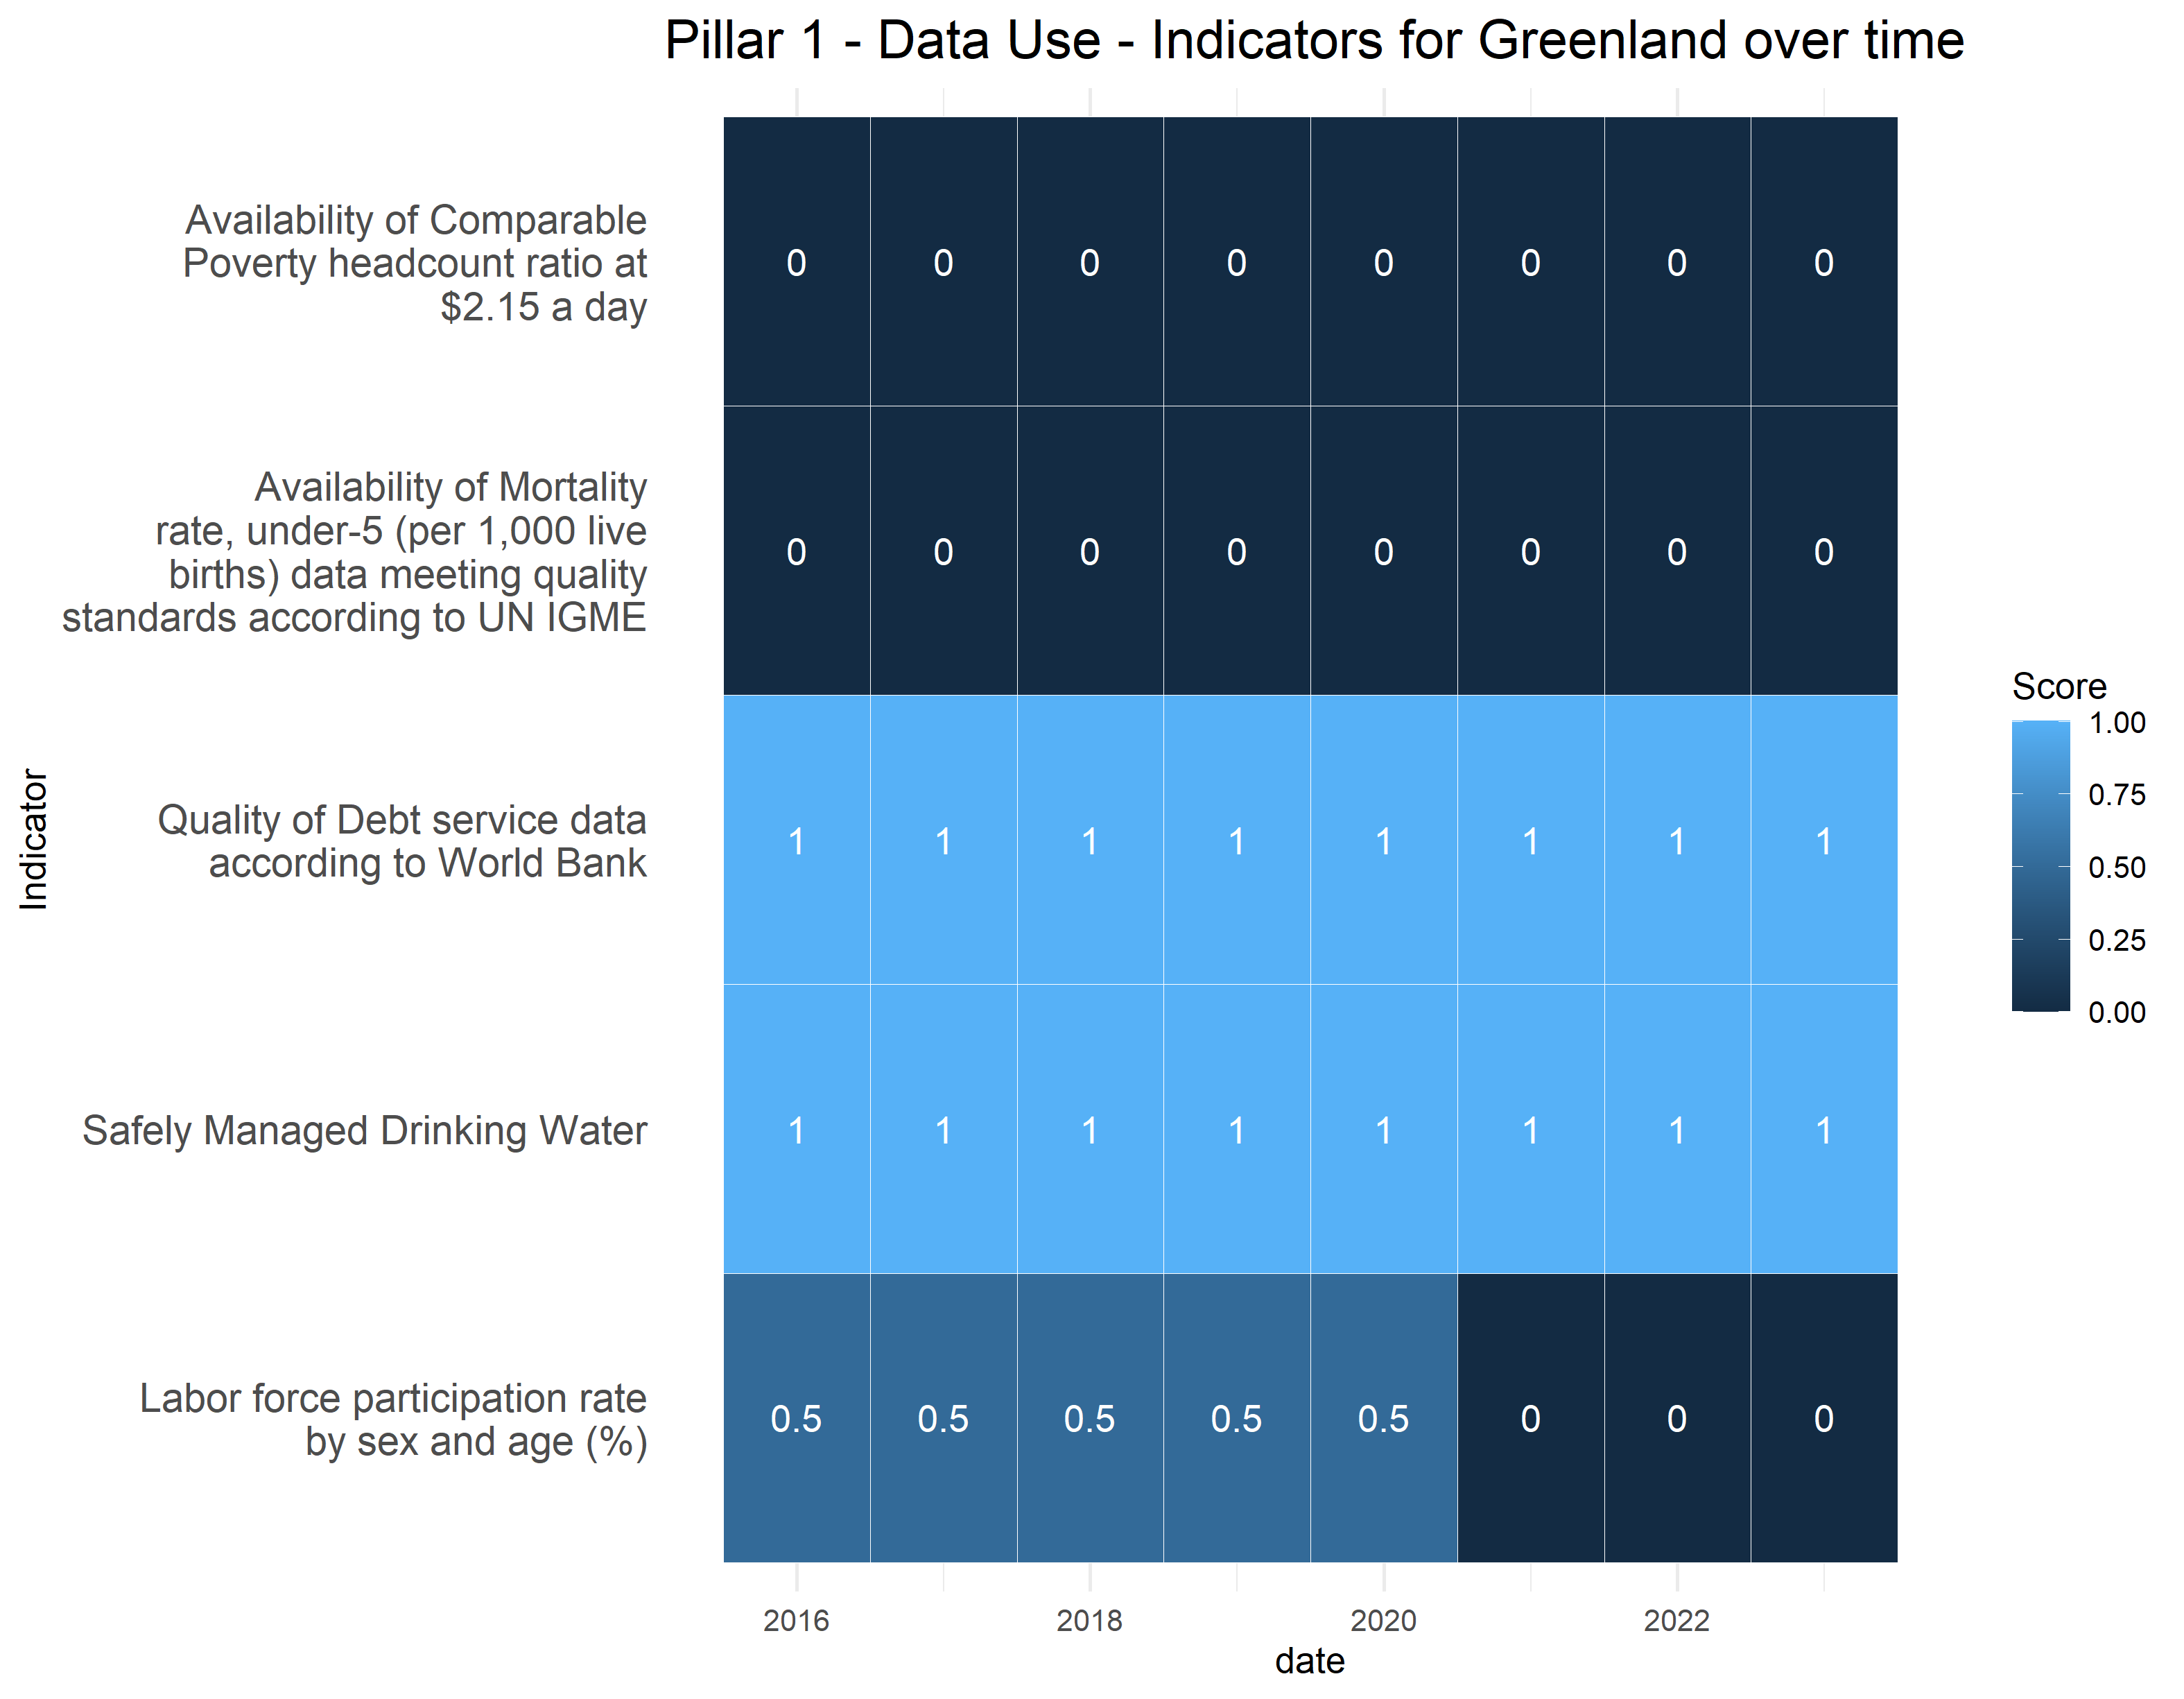 Pillar 1 - Data Use - Indicators for Greenland over time
Availability of Comparable
Poverty headcount ratio at
$2.15 a day
0 0 0 0 0 0 0 0
Availability of Mortality
rate, under-5 (per 1,000 live
births) data meeting quality
standards according to UN IGME
0 0 0 0 0 0 0 0
Indicator
Quality of Debt service data
according to World Bank
1 1 1 1 1 1 1 1
Safely Managed Drinking Water
1 1 1 1 1 1 1 1
Labor force participation rate
by sex and age (%)
0.5 0.5 0.5 0.5 0.5 0 0 0
2016 2018 2020 2022
date
Score
1.00
0.75
0.50
0.25
0.00